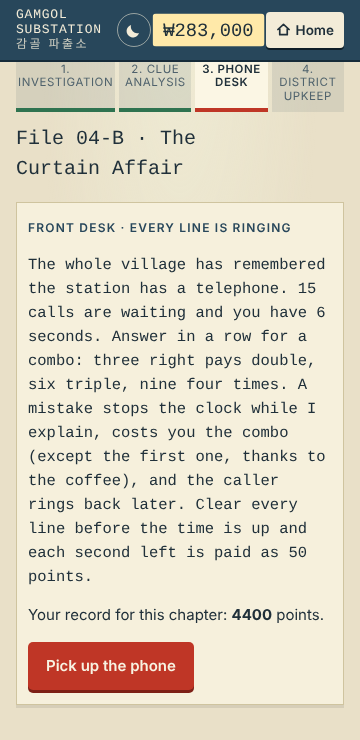 GAMGOL
SUBSTATION
감골 파출소
₩283,000
Home
1.
INVESTIGATION
2. CLUE
ANALYSIS
3. PHONE
DESK
4.
DISTRICT
UPKEEP
File 04-B · The
Curtain Affair
FRONT DESK · EVERY LINE IS RINGING
The whole village has remembered
the station has a telephone. 15
calls are waiting and you have 6
seconds. Answer in a row for a
combo: three right pays double,
six triple, nine four times. A
mistake stops the clock while I
explain, costs you the combo
(except the first one, thanks to
the coffee), and the caller
rings back later. Clear every
line before the time is up and
each second left is paid as 50
points.
Your record for this chapter: 4400 points.
Pick up the phone